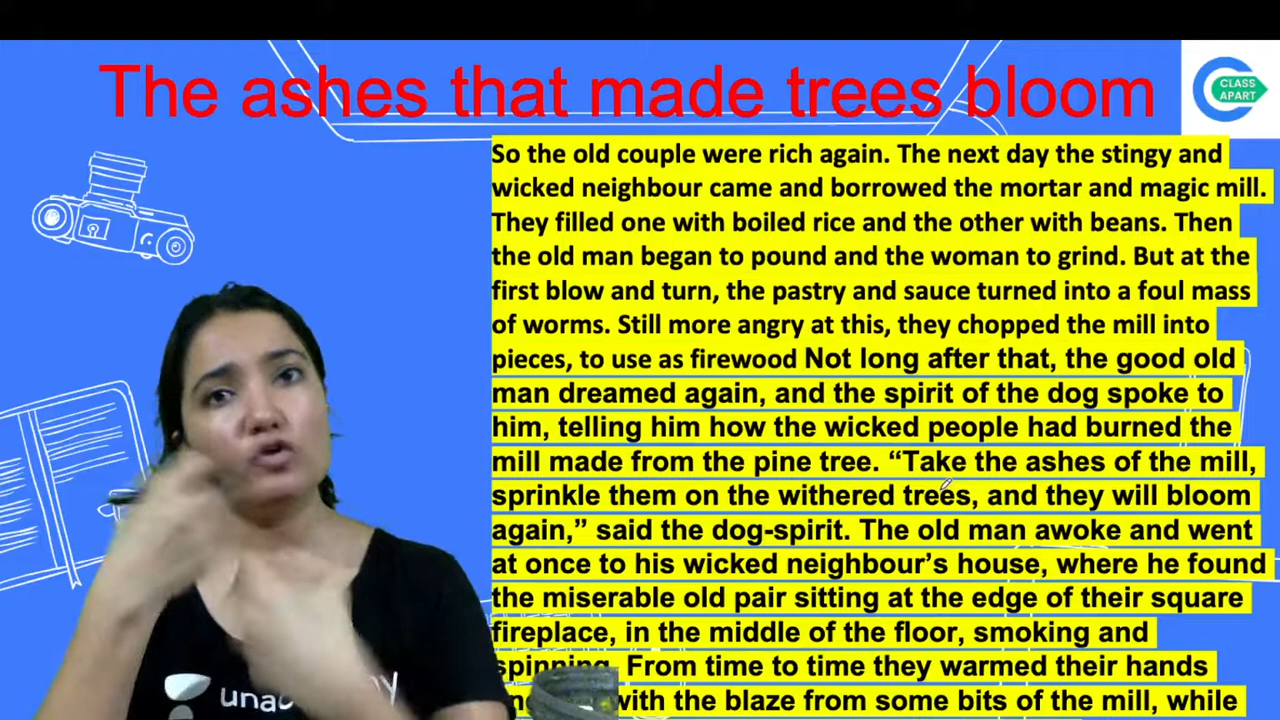 The ashes that made trees bloom
CLASS
APART
So the old couple were rich again. The next day the stingy and
wicked neighbour came and borrowed the mortar and magic mill.
They filled one with boiled rice and the other with beans. Then
the old man began to pound and the woman to grind. But at the
first blow and turn, the pastry and sauce turned into a foul mass
of worms. Still more angry at this, they chopped the mill into
pieces, to use as firewood Not long after that, the good old
man dreamed again, and the spirit of the dog spoke to
him, telling him how the wicked people had burned the
mill made from the pine tree. “Take the ashes of the mill,
sprinkle them on the withered trees, and they will bloom
again,” said the dog-spirit. The old man awoke and went
at once to his wicked neighbour’s house, where he found
the miserable old pair sitting at the edge of their square
fireplace, in the middle of the floor, smoking and
spinning. From time to time they warmed their hands
with the blaze from some bits of the mill, while